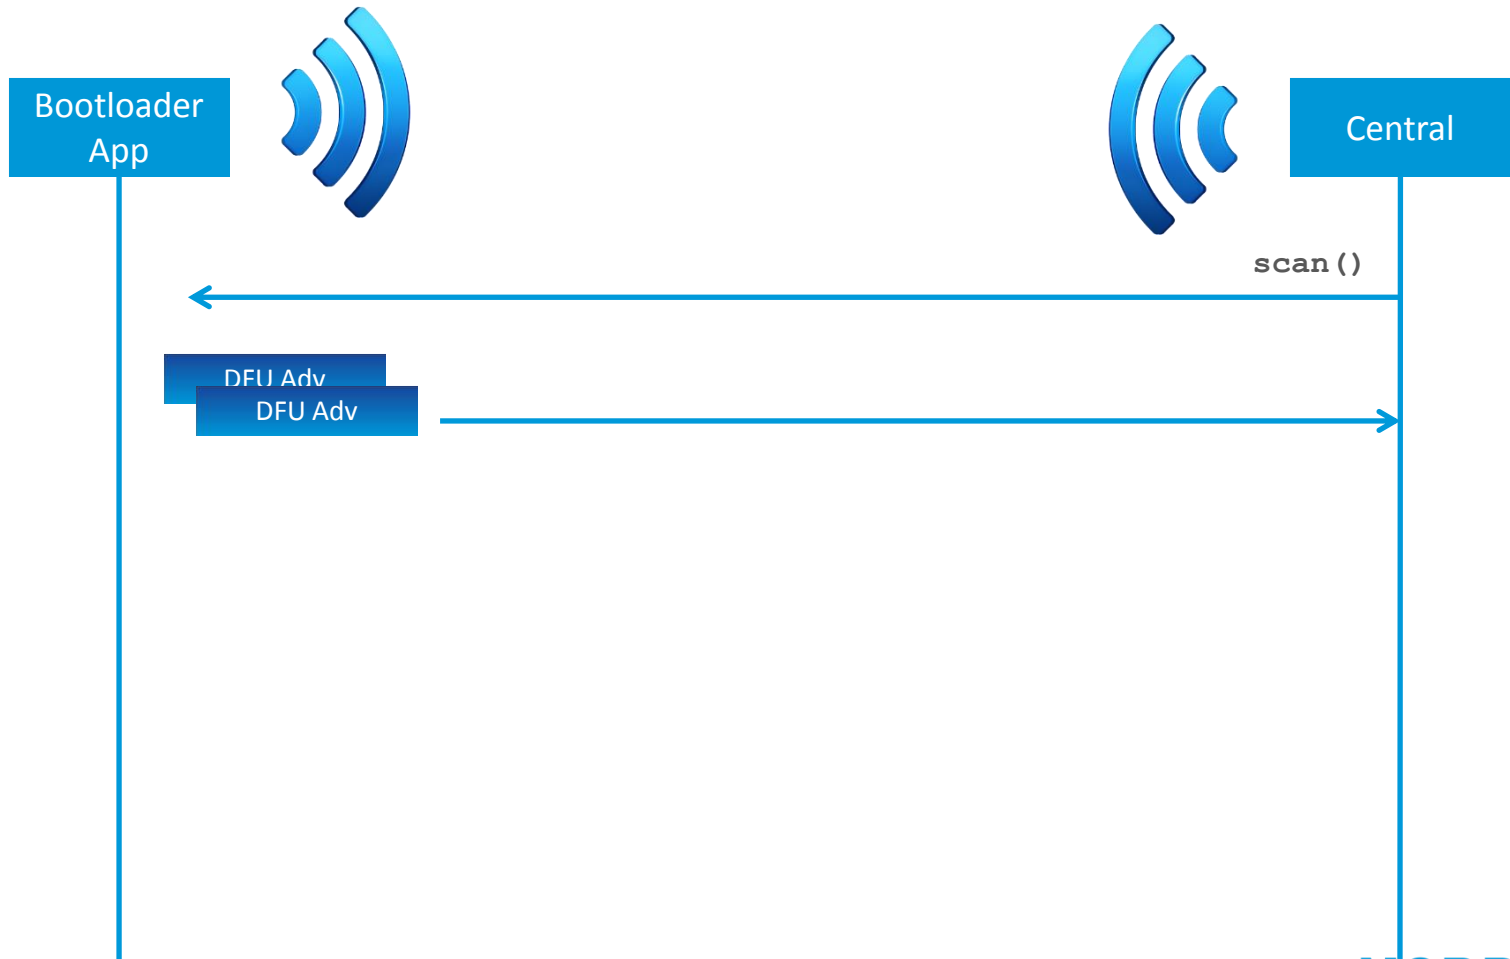 Bootloader
App
Central
scan()
DFU Adv
DFU Adv